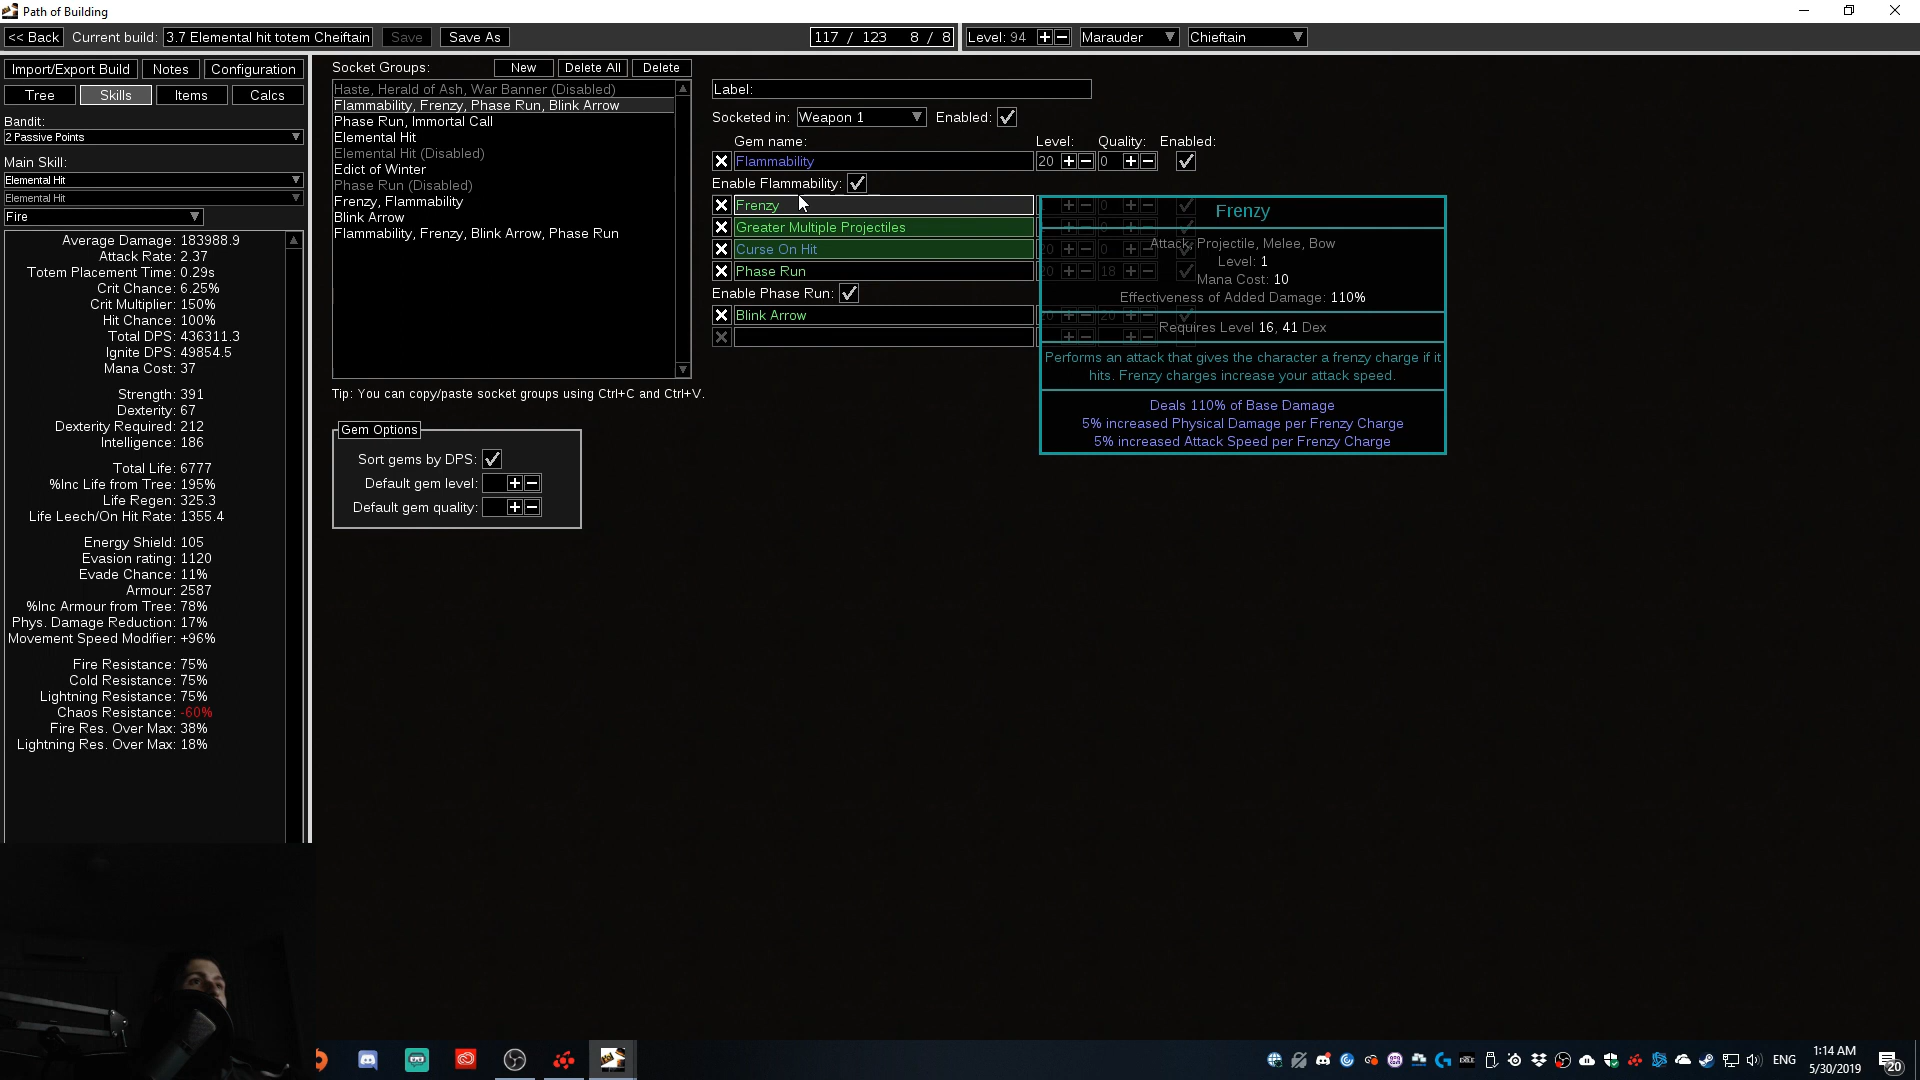 Path of Building
<< Back Current build: 3.7 Elemental hit totem Cheiftain Save Save As 117 / 123 8 / 8 Level: 94 Marauder Chieftain
Import/Export Build Notes Configuration
Tree Skills Items Calcs
Bandit:
2 Passive Points
Main Skill:
Elemental Hit
Elemental Hit
Fire
Average Damage: 183988.9
Attack Rate: 2.37
Totem Placement Time: 0.29s
Crit Chance: 6.25%
Crit Multiplier: 150%
Hit Chance: 100%
Total DPS: 436311.3
Ignite DPS: 49854.5
Mana Cost: 37
Strength: 391
Dexterity: 67
Dexterity Required: 212
Intelligence: 186
Total Life: 6777
%Inc Life from Tree: 195%
Life Regen: 325.3
Life Leech/On Hit Rate: 1355.4
Energy Shield: 105
Evasion rating: 1120
Evade Chance: 11%
Armour: 2587
%Inc Armour from Tree: 78%
Phys. Damage Reduction: 17%
Movement Speed Modifier: +96%
Fire Resistance: 75%
Cold Resistance: 75%
Lightning Resistance: 75%
Chaos Resistance: -60%
Fire Res. Over Max: 38%
Lightning Res. Over Max: 18%
Socket Groups: New Delete All Delete
Haste, Herald of Ash, War Banner (Disabled)
Flammability, Frenzy, Phase Run, Blink Arrow
Phase Run, Immortal Call
Elemental Hit
Elemental Hit (Disabled)
Edict of Winter
Phase Run (Disabled)
Frenzy, Flammability
Blink Arrow
Flammability, Frenzy, Blink Arrow, Phase Run
Tip: You can copy/paste socket groups using Ctrl+C and Ctrl+V.
Gem Options
Sort gems by DPS:
Default gem level:
Default gem quality:
Label:
Socketed in: Weapon 1 Enabled:
Gem name: Level: Quality: Enabled:
Flammability 20 0
Enable Flammability:
Frenzy
Greater Multiple Projectiles
Curse On Hit
Phase Run
Enable Phase Run:
Blink Arrow
Frenzy
Attack, Projectile, Melee, Bow
Level: 1
Mana Cost: 10
Effectiveness of Added Damage: 110%
Requires Level 16, 41 Dex
Performs an attack that gives the character a frenzy charge if it
hits. Frenzy charges increase your attack speed.
Deals 110% of Base Damage
5% increased Physical Damage per Frenzy Charge
5% increased Attack Speed per Frenzy Charge
ENG
1:14 AM
5/30/2019
20